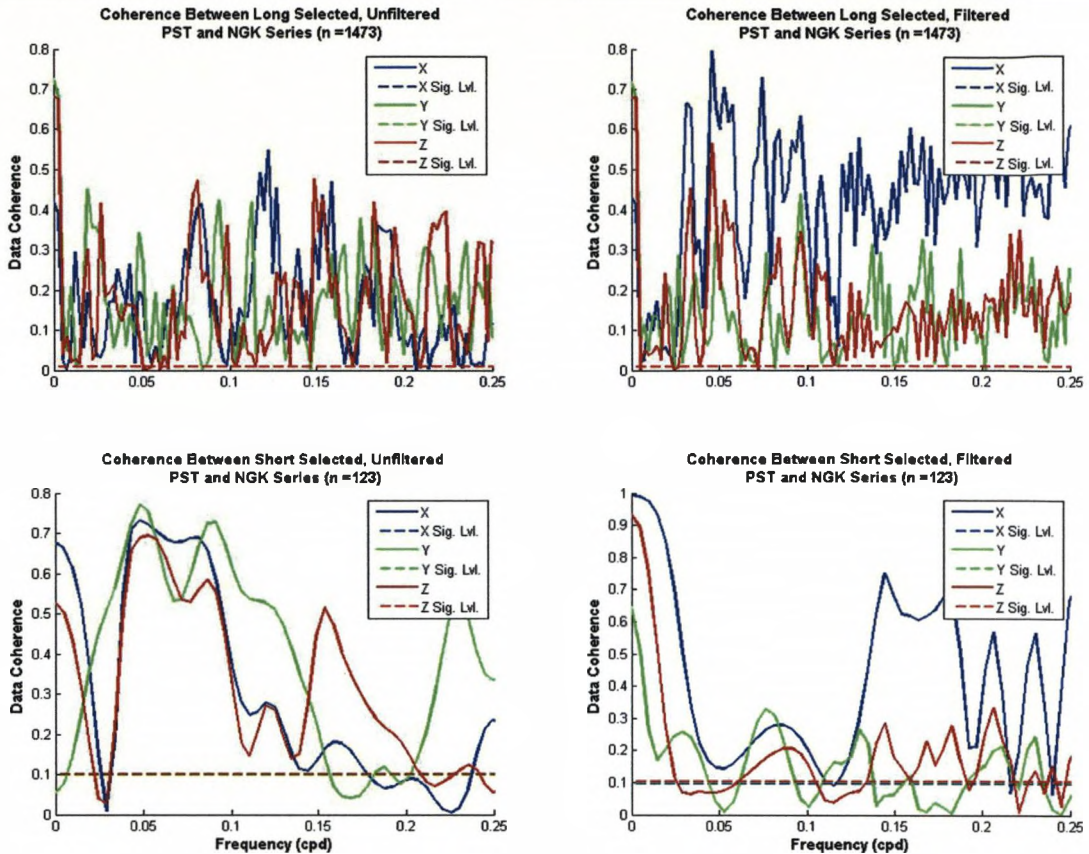 Coherence Between Long Selected, Unfiltered
PST and NGK Series (n =1473)
0.8
0.7
0.6
0.5
0.4
0.3
0.2
0.1
0
Data Coherence
X
X Sig. Lvl.
Y
Y Sig. Lvl.
Z
Z Sig. Lvl.
0
0.05
0.1
0.15
0.2
0.25
Coherence Between Long Selected, Filtered
PST and NGK Series (n =1473)
0.8
0.7
0.6
0.5
0.4
0.3
0.2
0.1
0
Data Coherence
X
X Sig. Lvl.
Y
Y Sig. Lvl.
Z
Z Sig. Lvl.
0
0.05
0.1
0.15
0.2
0.25
Coherence Between Short Selected, Unfiltered
PST and NGK Series (n =123)
0.8
0.7
0.6
0.5
0.4
0.3
0.2
0.1
0
Data Coherence
X
X Sig. Lvl.
Y
Y Sig. Lvl.
Z
Z Sig. Lvl.
0
0.05
0.1
0.15
0.2
0.25
Frequency (cpd)
Coherence Between Short Selected, Filtered
PST and NGK Series (n =123)
1
0.9
0.8
0.7
0.6
0.5
0.4
0.3
0.2
0.1
0
Data Coherence
X
X Sig. Lvl.
Y
Y Sig. Lvl.
Z
Z Sig. Lvl.
0
0.05
0.1
0.15
0.2
0.25
Frequency (cpd)